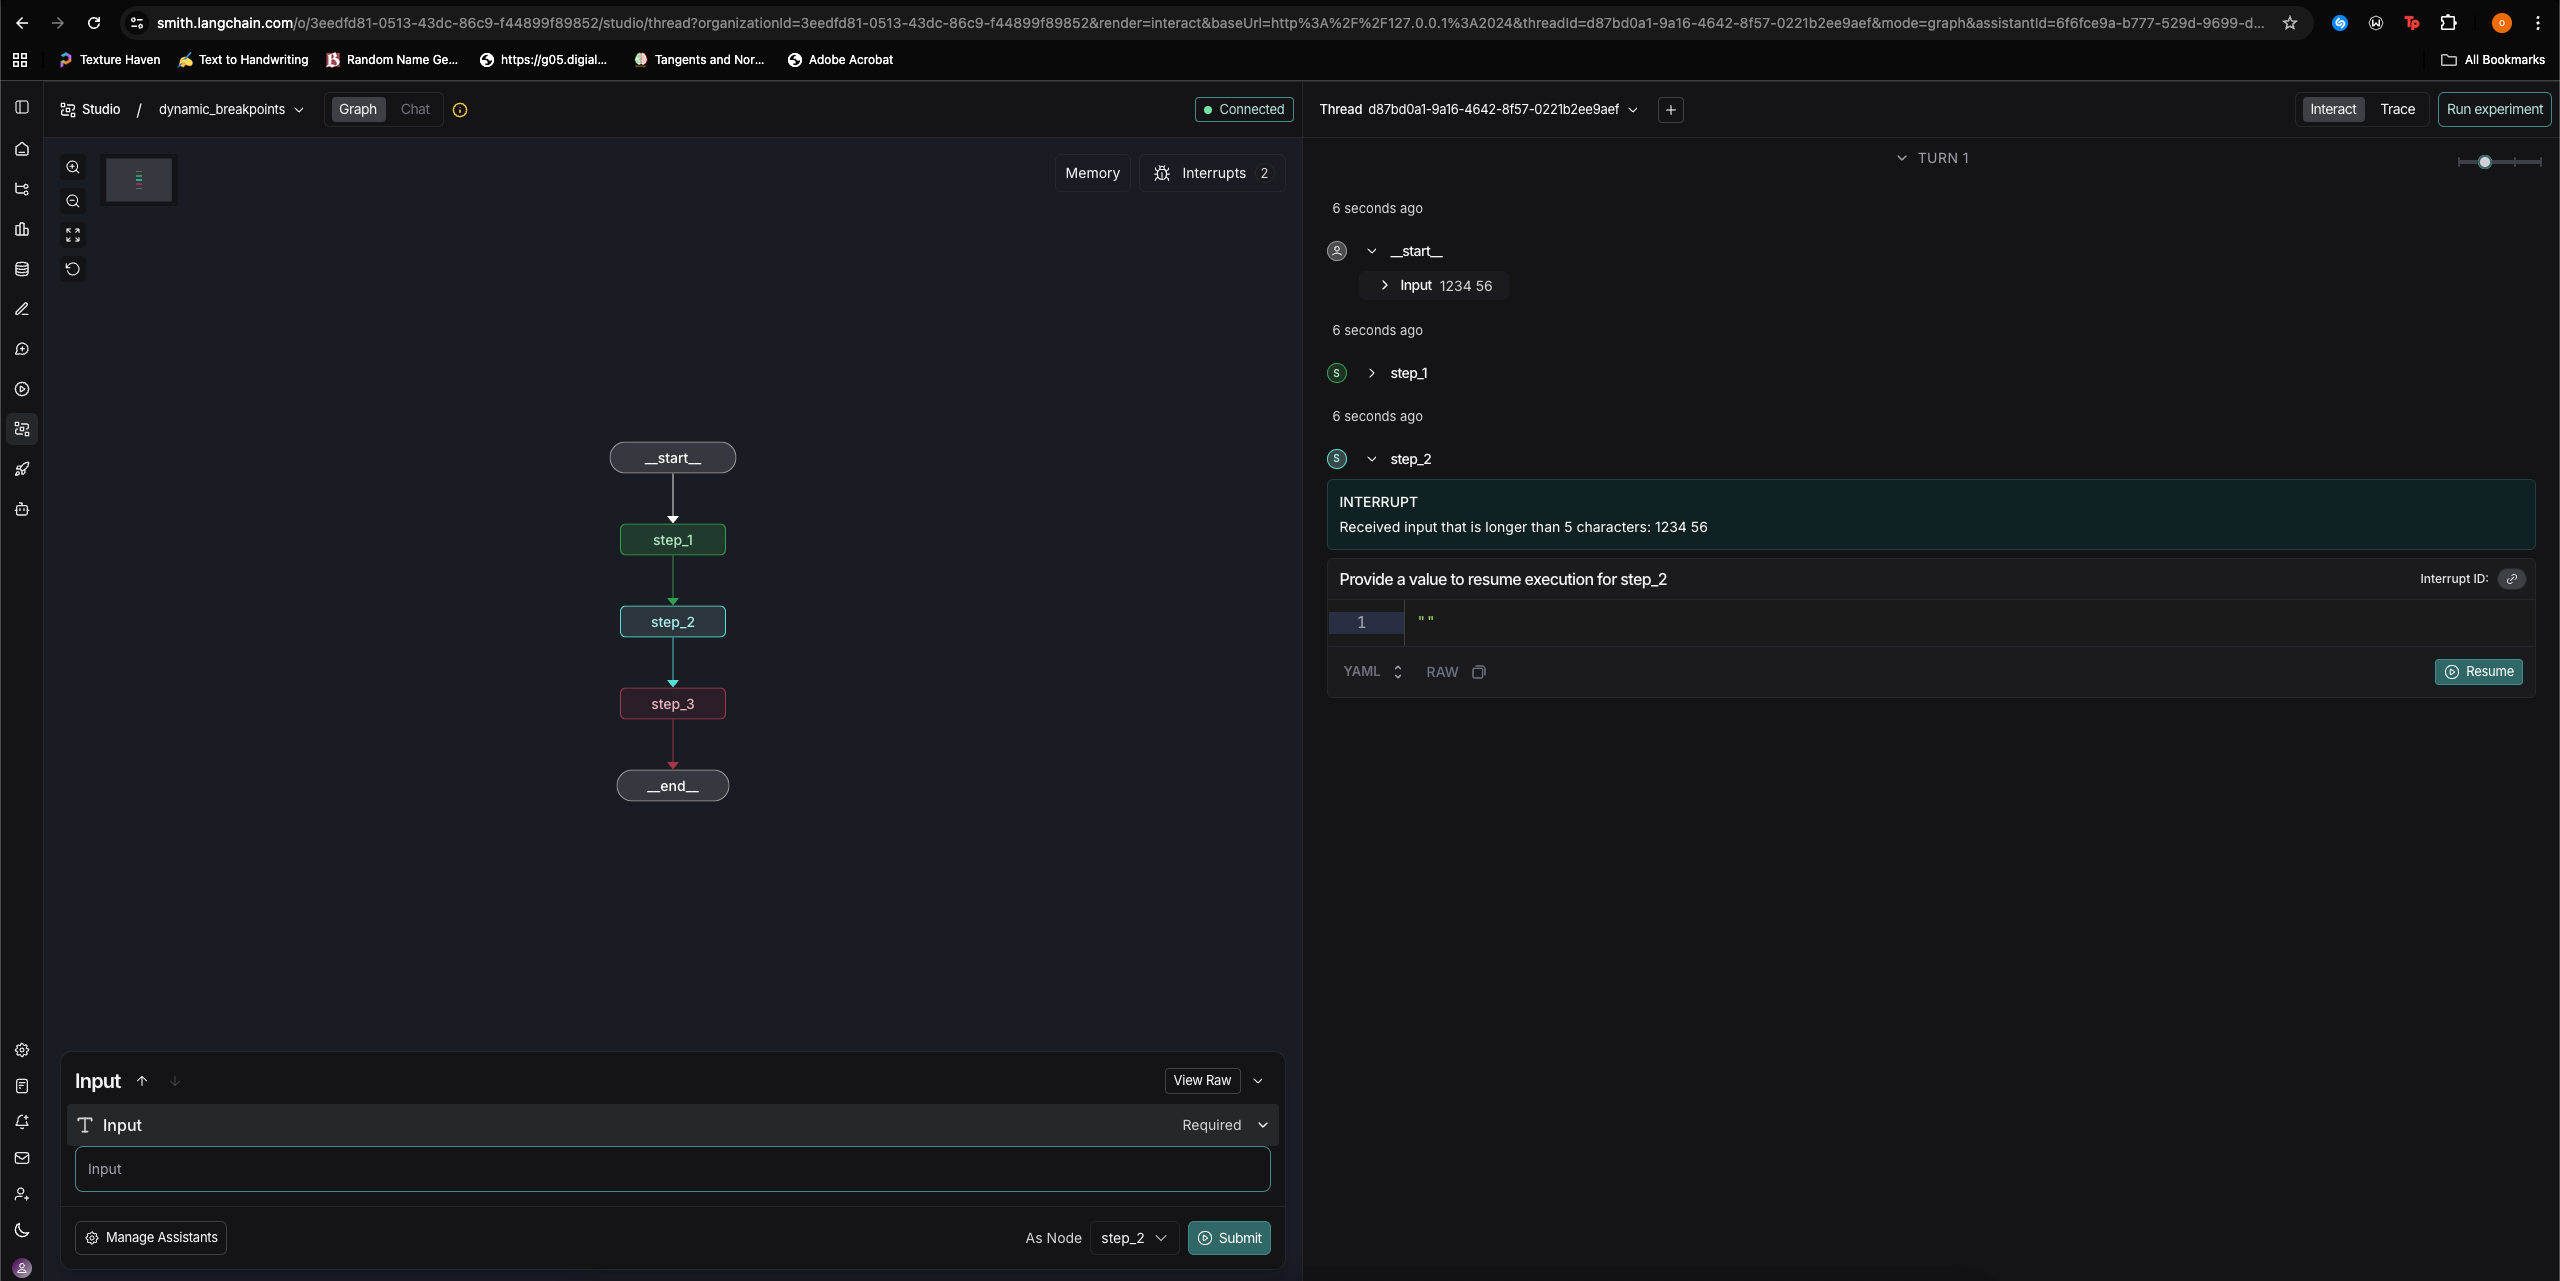 smith.langchain.com/o/3eedfd81-0513-43dc-86c9-f44899f89852/studio/thread?organizationId=3eedfd81-0513-43dc-86c9-f44899f89852&render=interact&baseUrl=http%3A%2F%2F127.0.0.1%3A2024&threadId=d87bd0a1-9a16-4642-8f57-0221b2ee9aef&mode=graph&assistantId=6f6fce9a-b777-529d-9699-d...
Texture Haven
Text to Handwriting
Random Name Ge...
https://g05.digial...
Tangents and Nor...
Adobe Acrobat
All Bookmarks
Studio / dynamic_breakpoints
Graph
Chat
Connected
Memory
Interrupts 2
__start__
step_1
step_2
step_3
__end__
Input
View Raw
Input
Required
Input
Manage Assistants
As Node
step_2
Submit
Thread d87bd0a1-9a16-4642-8f57-0221b2ee9aef
Interact
Trace
Run experiment
TURN 1
6 seconds ago
__start__
Input 1234 56
6 seconds ago
S step_1
6 seconds ago
S step_2
INTERRUPT
Received input that is longer than 5 characters: 1234 56
Provide a value to resume execution for step_2
Interrupt ID:
1 ""
YAML
RAW
Resume